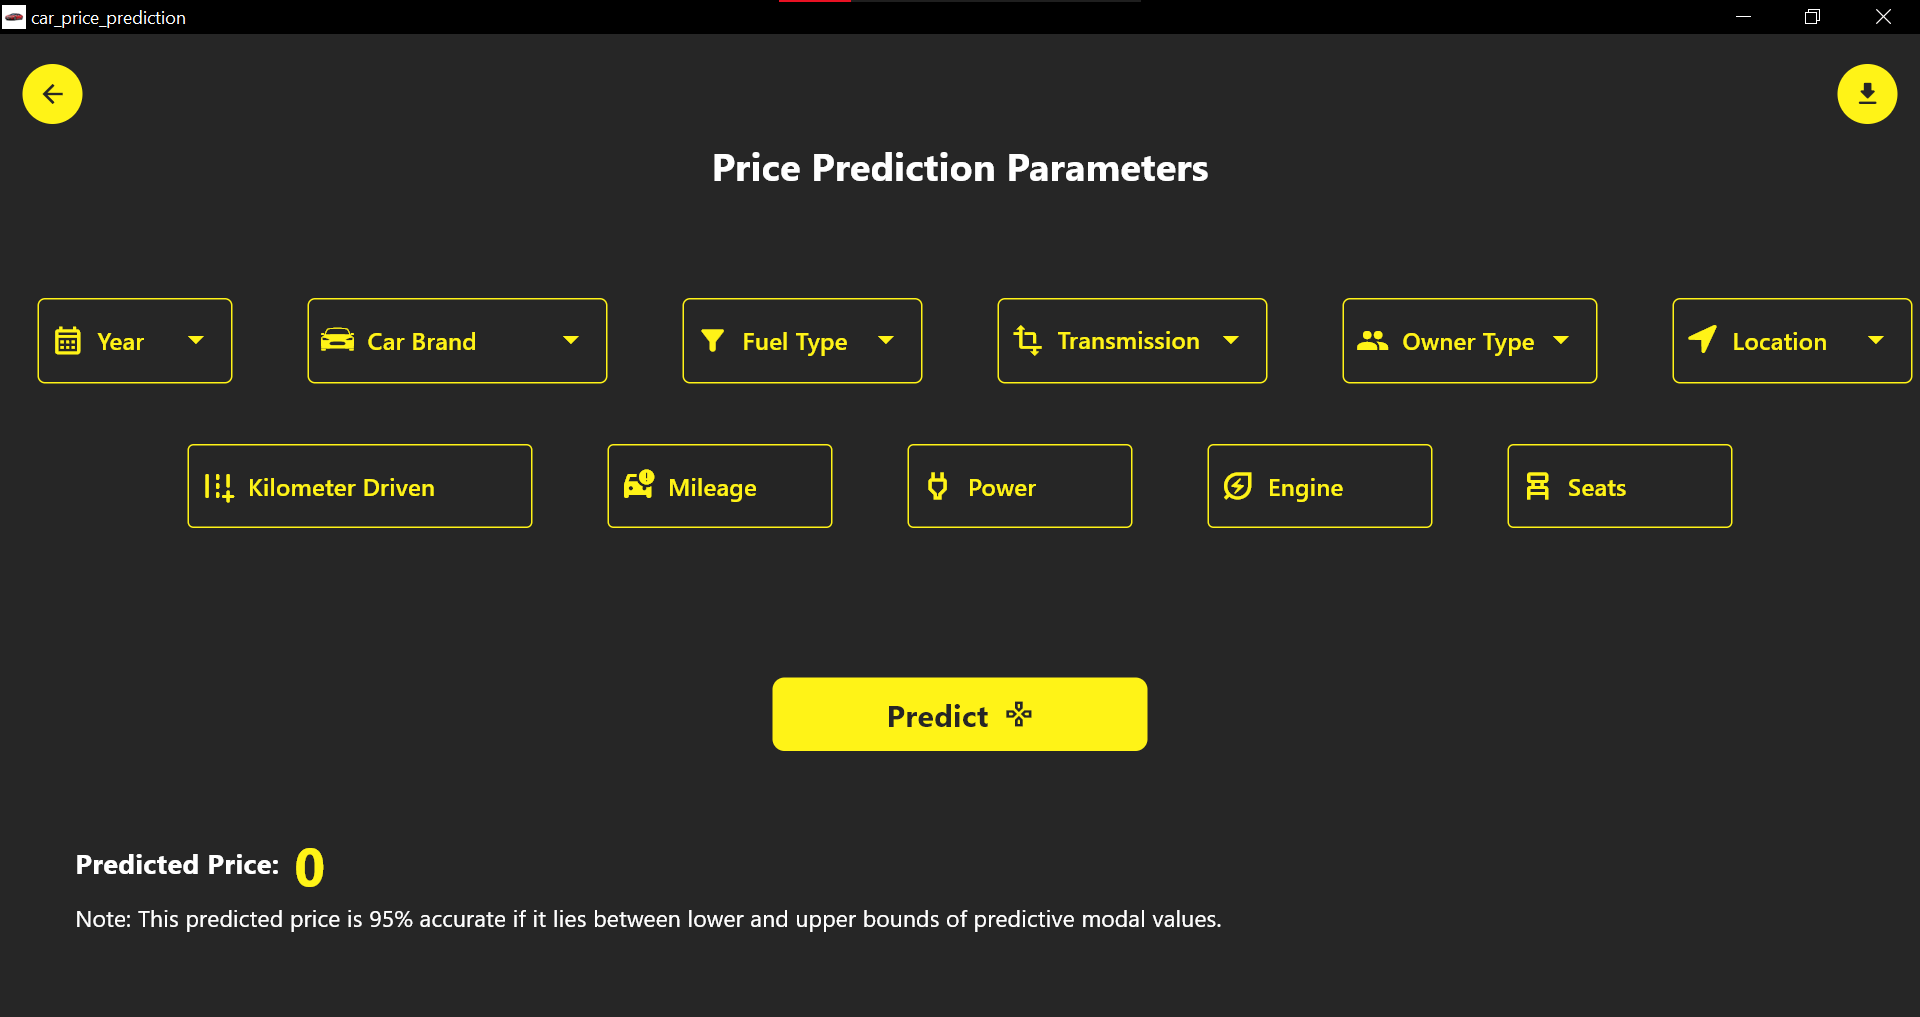 car_price_prediction
Price Prediction Parameters
Year Car Brand Fuel Type Transmission Owner Type Location
Kilometer Driven Mileage Power Engine Seats
Predict
Predicted Price: 0
Note: This predicted price is 95% accurate if it lies between lower and upper bounds of predictive modal values.